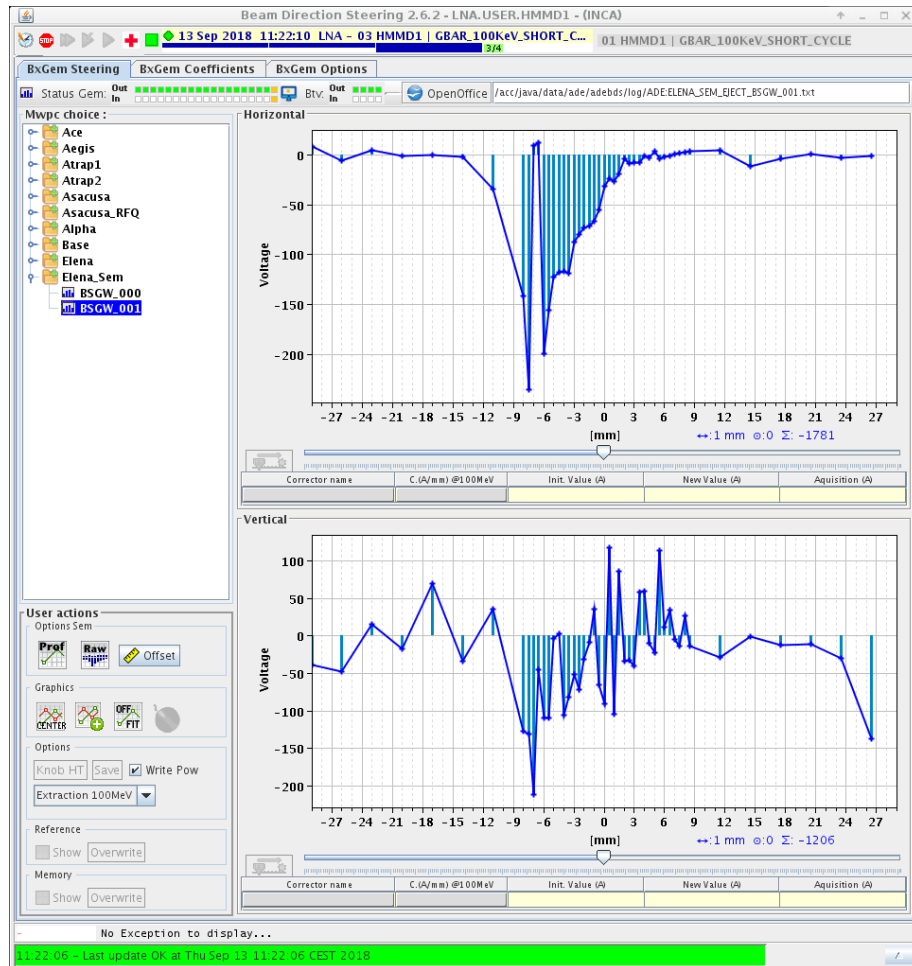 Beam Direction Steering 2.6.2 - LNA.USER.HMMD1 - (INCA)
STOP 13 Sep 2018 11:22:10 LNA - 03 HMMD1 | GBAR_100KeV_SHORT_C... 3/4 01 HMMD1 | GBAR_100KeV_SHORT_CYCLE
BxGem Steering BxGem Coefficients BxGem Options
Status Gem: Out In Btv: Out In OpenOffice /acc/java/data/ade/adebds/log/ADE:ELENA_SEM_EJECT_BSGW_001.txt
Mwpc choice :
Ace
Aegis
Atrap1
Atrap2
Asacusa
Asacusa_RFQ
Alpha
Base
Elena
Elena_Sem
BSGW_000
BSGW_001
User actions
Options Sem
Prof Raw Offset
Graphics
CENTER OFF FIT
Options
Knob HT Save Write Pow
Extraction 100MeV
Reference
Show Overwrite
Memory
Show Overwrite
Horizontal
Voltage
0
-50
-100
-150
-200
-27 -24 -21 -18 -15 -12 -9 -6 -3 0 3 6 9 12 15 18 21 24 27
[mm] ↔:1 mm ⊙:0 Σ: -1781
Corrector name C.(A/mm) @100MeV Init. Value (A) New Value (A) Aquisition (A)
Vertical
Voltage
100
50
0
-50
-100
-150
-200
-27 -24 -21 -18 -15 -12 -9 -6 -3 0 3 6 9 12 15 18 21 24 27
[mm] ↔:1 mm ⊙:0 Σ: -1206
Corrector name C.(A/mm) @100MeV Init. Value (A) New Value (A) Aquisition (A)
- No Exception to display...
11:22:06 - Last update OK at Thu Sep 13 11:22:06 CEST 2018